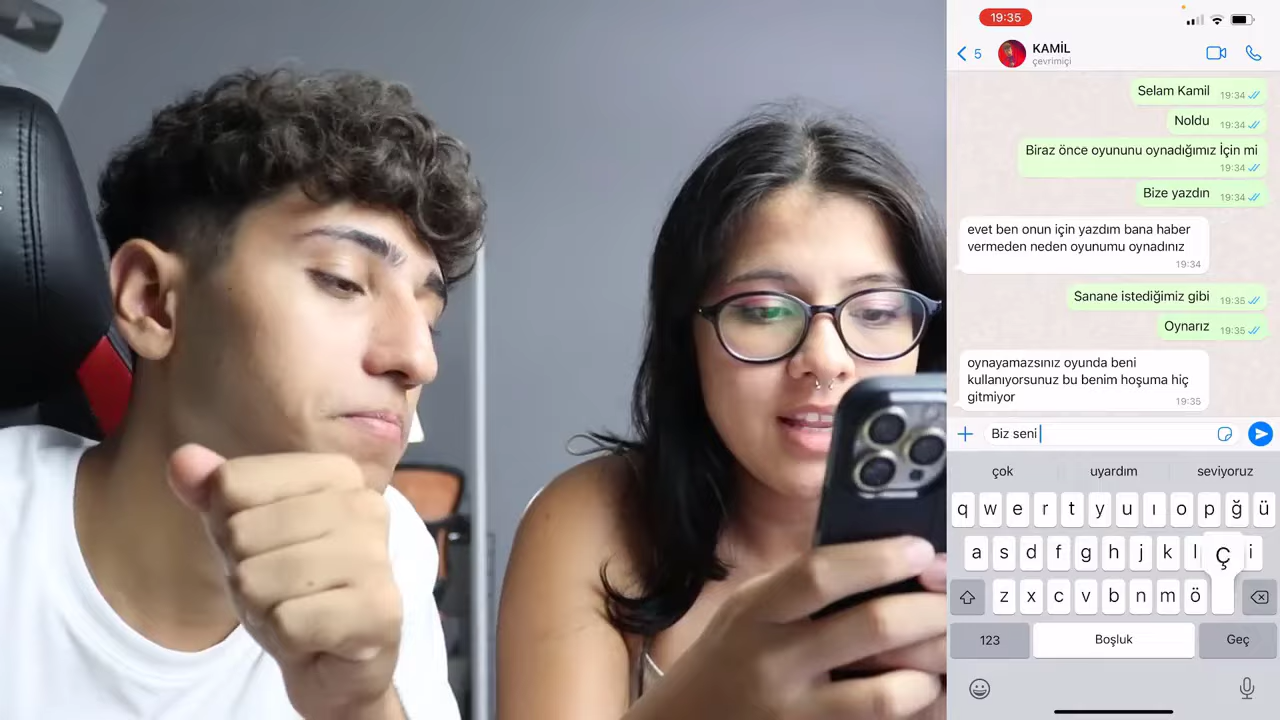 19:35
5
KAMİL
çevrimiçi
Selam Kamil 19:34
Noldu 19:34
Biraz önce oyununu oynadığımız İçin mi
19:34
Bize yazdın 19:34
evet ben onun için yazdım bana haber
vermeden neden oyunumu oynadınız
19:34
Sanane istediğimiz gibi 19:35
Oynarız 19:35
oynayamazsınız oyunda beni
kullanıyorsunuz bu benim hoşuma hiç
gitmiyor 19:35
Biz seni
çok uyardım seviyoruz
q w e r t y u ı o p ğ ü
a s d f g h j k l Ç i
z x c v b n m ö
123 Boşluk Geç